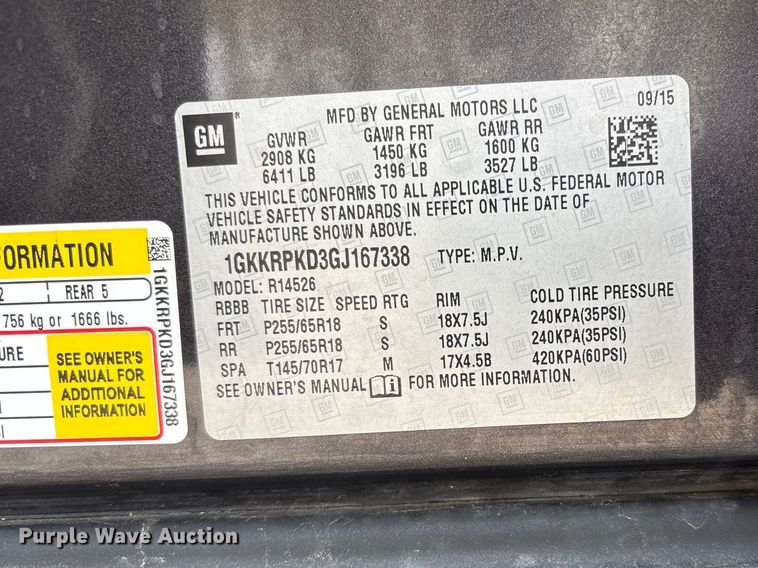 GM
MFD BY GENERAL MOTORS LLC 09/15
GVWR GAWR FRT GAWR RR
2908 KG 1450 KG 1600 KG
6411 LB 3196 LB 3527 LB
THIS VEHICLE CONFORMS TO ALL APPLICABLE U.S. FEDERAL MOTOR
VEHICLE SAFETY STANDARDS IN EFFECT ON THE DATE OF
MANUFACTURE SHOWN ABOVE.
1GKKRPKD3GJ167338 TYPE: M.P.V.
MODEL: R14526
RBBB TIRE SIZE SPEED RTG RIM COLD TIRE PRESSURE
FRT P255/65R18 S 18X7.5J 240KPA(35PSI)
RR P255/65R18 S 18X7.5J 240KPA(35PSI)
SPA T145/70R17 M 17X4.5B 420KPA(60PSI)
SEE OWNER'S MANUAL FOR MORE INFORMATION.
FORMATION
2 REAR 5
756 kg or 1666 lbs.
URE
SEE OWNER'S
MANUAL FOR
ADDITIONAL
INFORMATION
1GKKRPKD3GJ167338
Purple Wave Auction